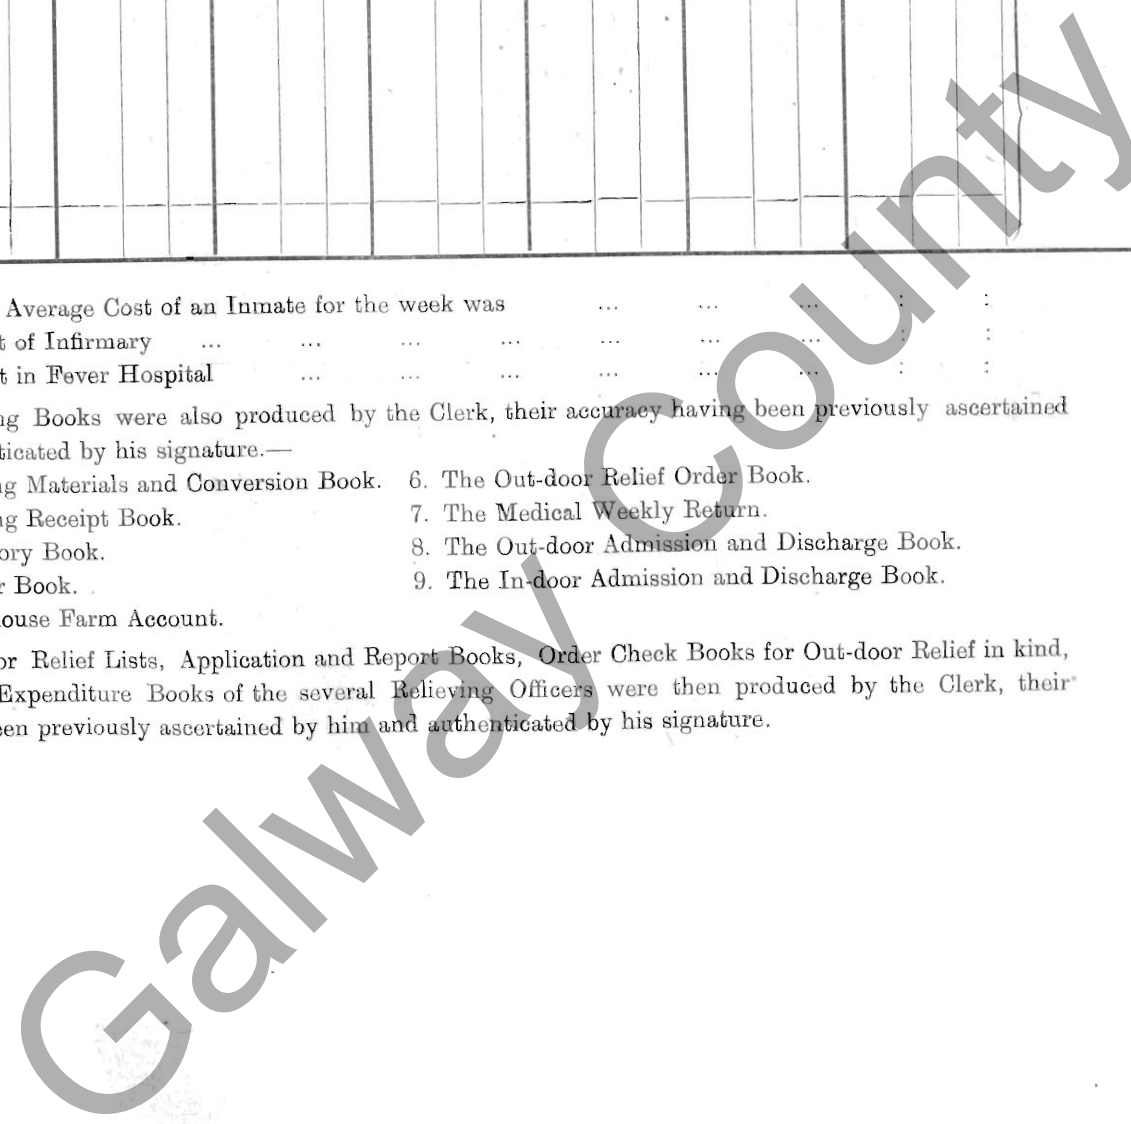 Average Cost of an Inmate for the week was ... ... ... : :
t of Infirmary ... ... ... ... ... ... ... : :
t in Fever Hospital ... ... ... ... ... ... : :
ng Books were also produced by the Clerk, their accuracy having been previously ascertained
ticated by his signature.—
ng Materials and Conversion Book.
ng Receipt Book.
ory Book.
r Book.
ouse Farm Account.
6. The Out-door Relief Order Book.
7. The Medical Weekly Return.
8. The Out-door Admission and Discharge Book.
9. The In-door Admission and Discharge Book.
or Relief Lists, Application and Report Books, Order Check Books for Out-door Relief in kind,
Expenditure Books of the several Relieving Officers were then produced by the Clerk, their
een previously ascertained by him and authenticated by his signature.
Galway County